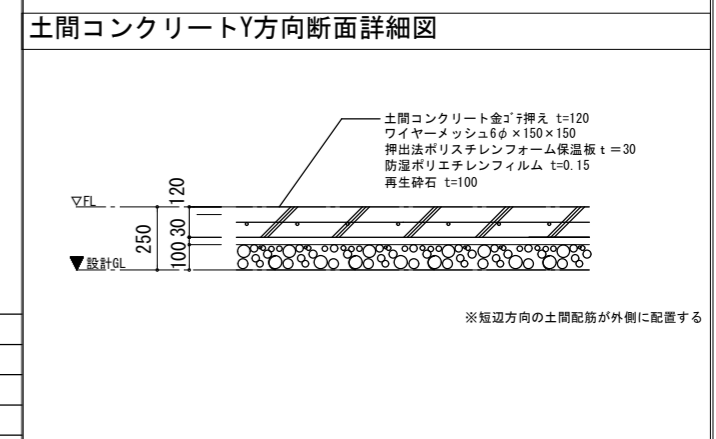 土間コンクリートY方向断面詳細図
土間コンクリート金ｺﾞﾃ押え t=120
ワイヤーメッシュ6φ×150×150
押出法ポリスチレンフォーム保温板ｔ＝30
防湿ポリエチレンフィルム t=0.15
再生砕石 t=100
▽FL
120
30
250
100
▼設計GL
※短辺方向の土間配筋が外側に配置する